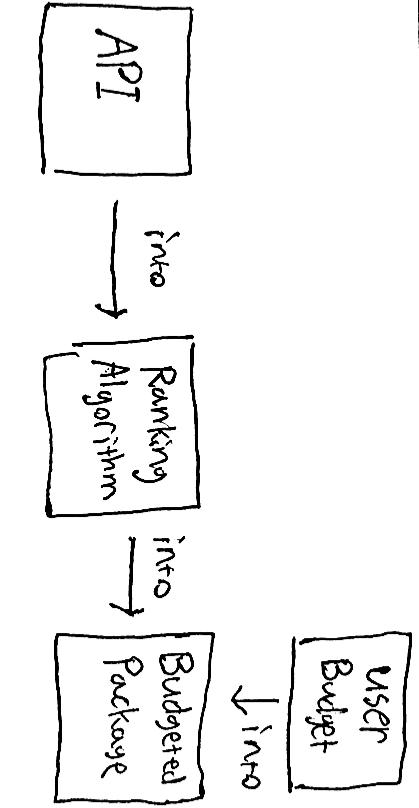 User
Budget
into
API
into
Ranking
Algorithm
into
Budgeted
Package